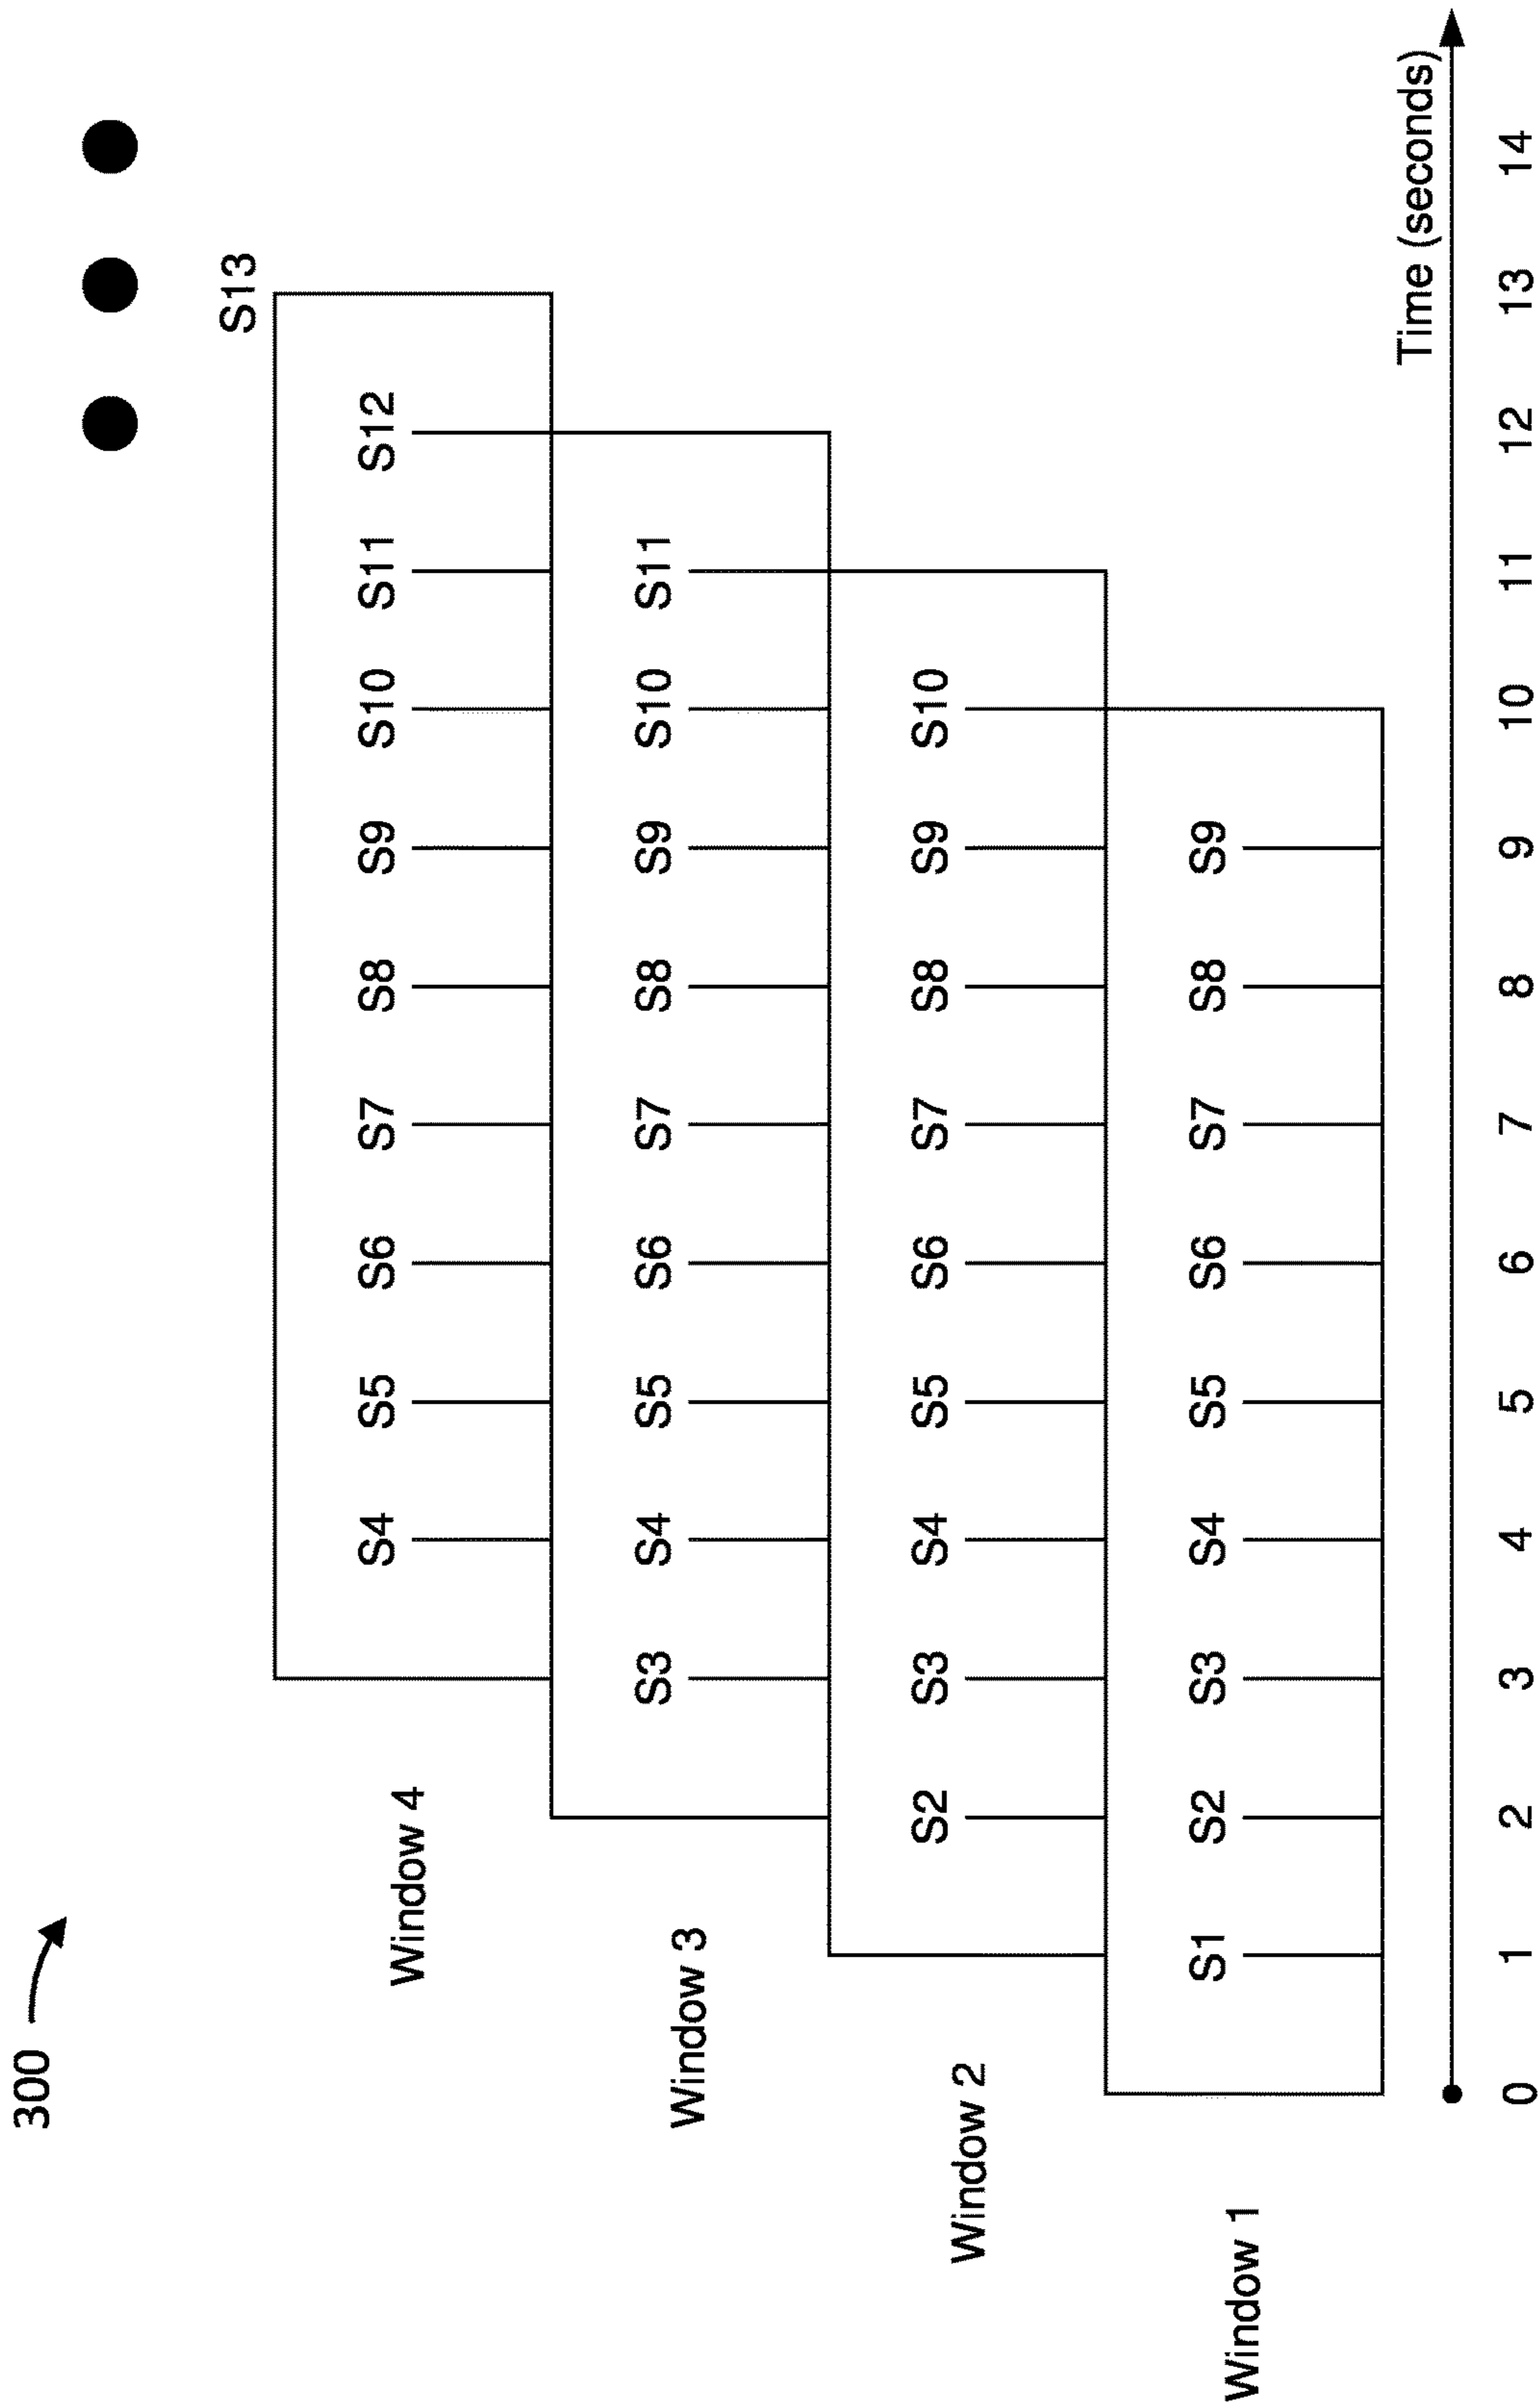 300
S13
Window 4 S4 S5 S6 S7 S8 S9 S10 S11 S12
Window 3 S3 S4 S5 S6 S7 S8 S9 S10 S11
Window 2 S2 S3 S4 S5 S6 S7 S8 S9 S10
Window 1 S1 S2 S3 S4 S5 S6 S7 S8 S9
Time (seconds)
0 1 2 3 4 5 6 7 8 9 10 11 12 13 14